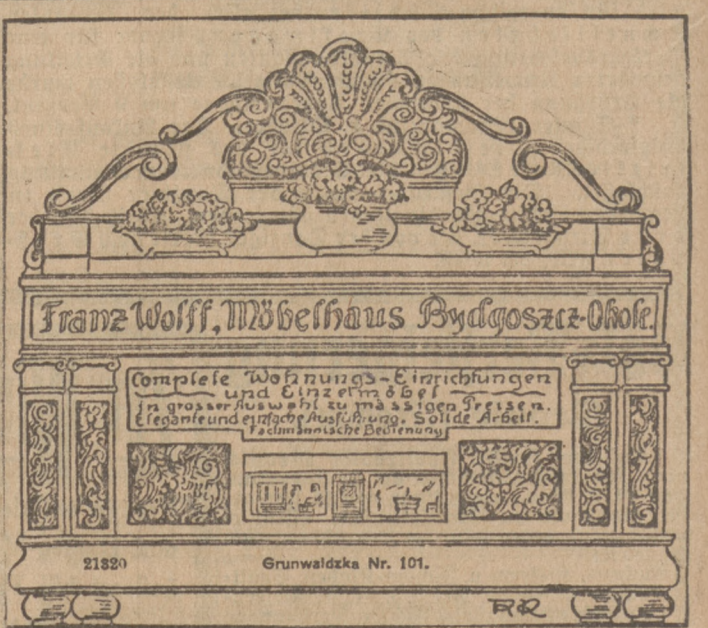 Franz Wolff, Möbelhaus Bydgoszcz-Okole.
Complete Wohnungs-Einrichtungen
und Einzelmöbel
in grosser Auswahl zu mässigen Preisen.
Elegante und einfache Ausführung. Solide Arbeit.
Fachmännische Bedienung
21820 Grunwaldzka Nr. 101.